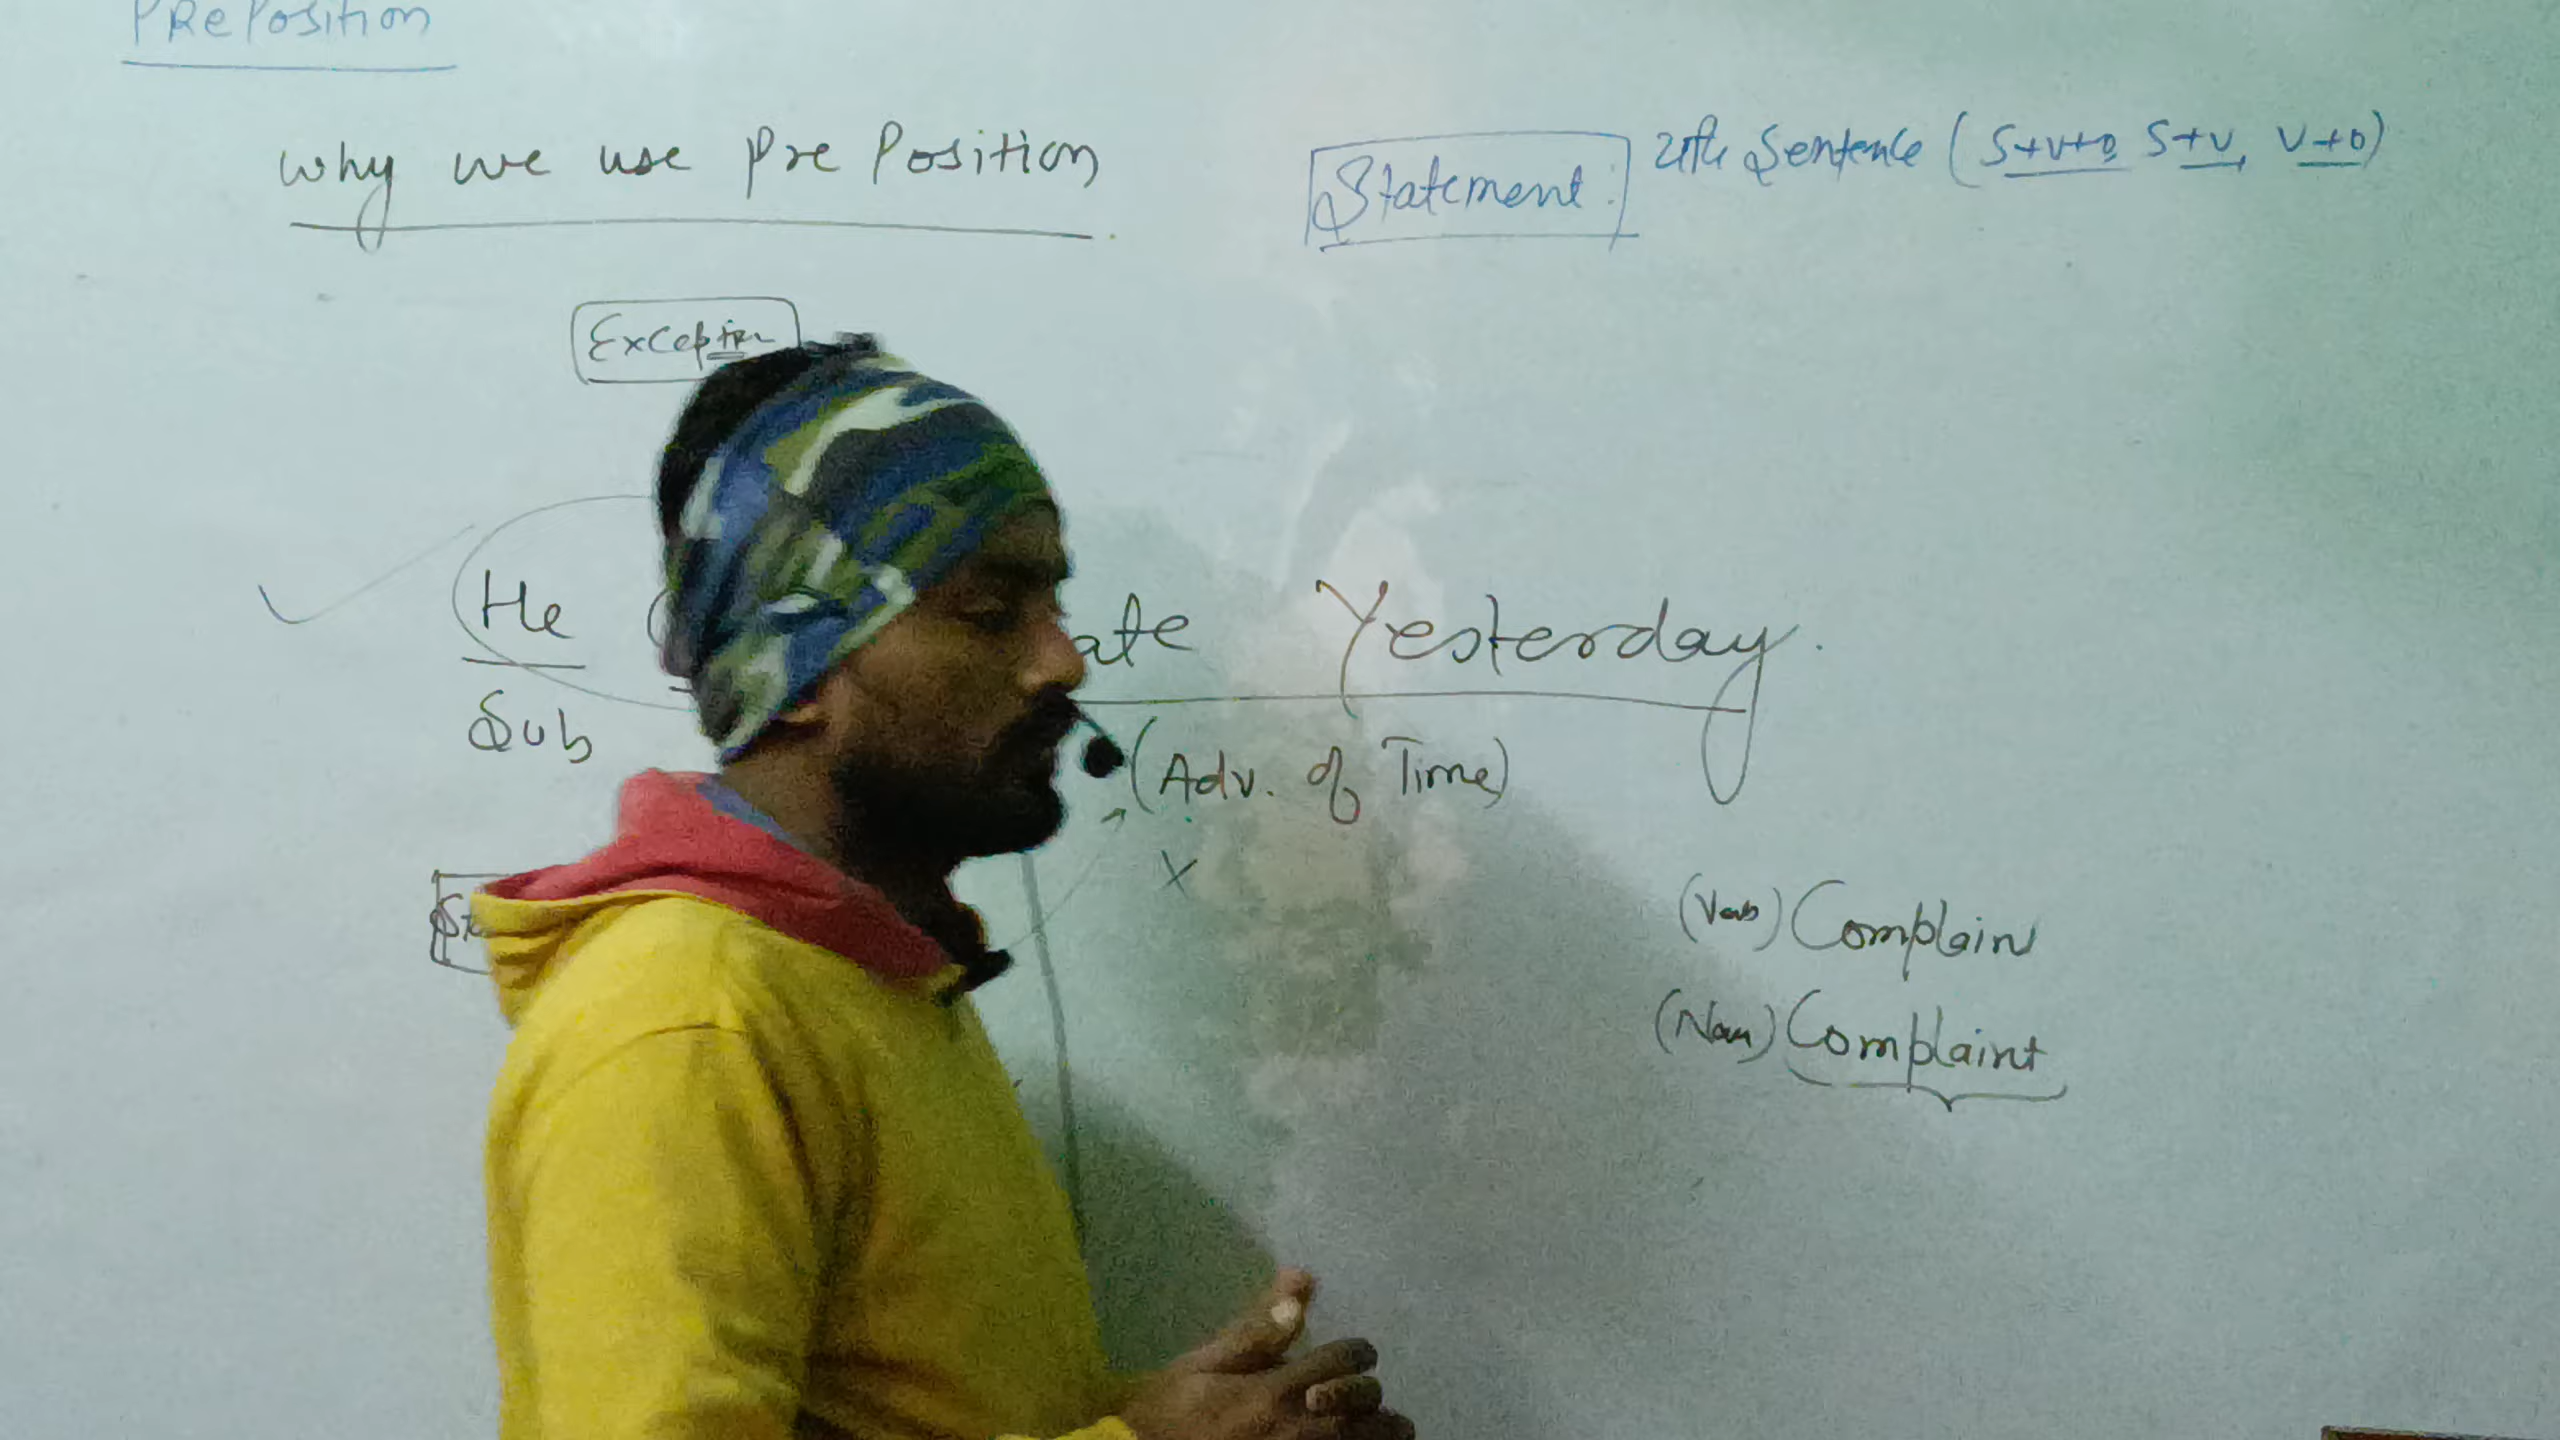 PRePosition
Why we use Pre Position
Statement: Sentence (S+V+O, S+V, V+O)
Exception
He ate Yesterday.
Sub
(Adv. of Time)
x
(Verb) Complain
(Noun) Complaint